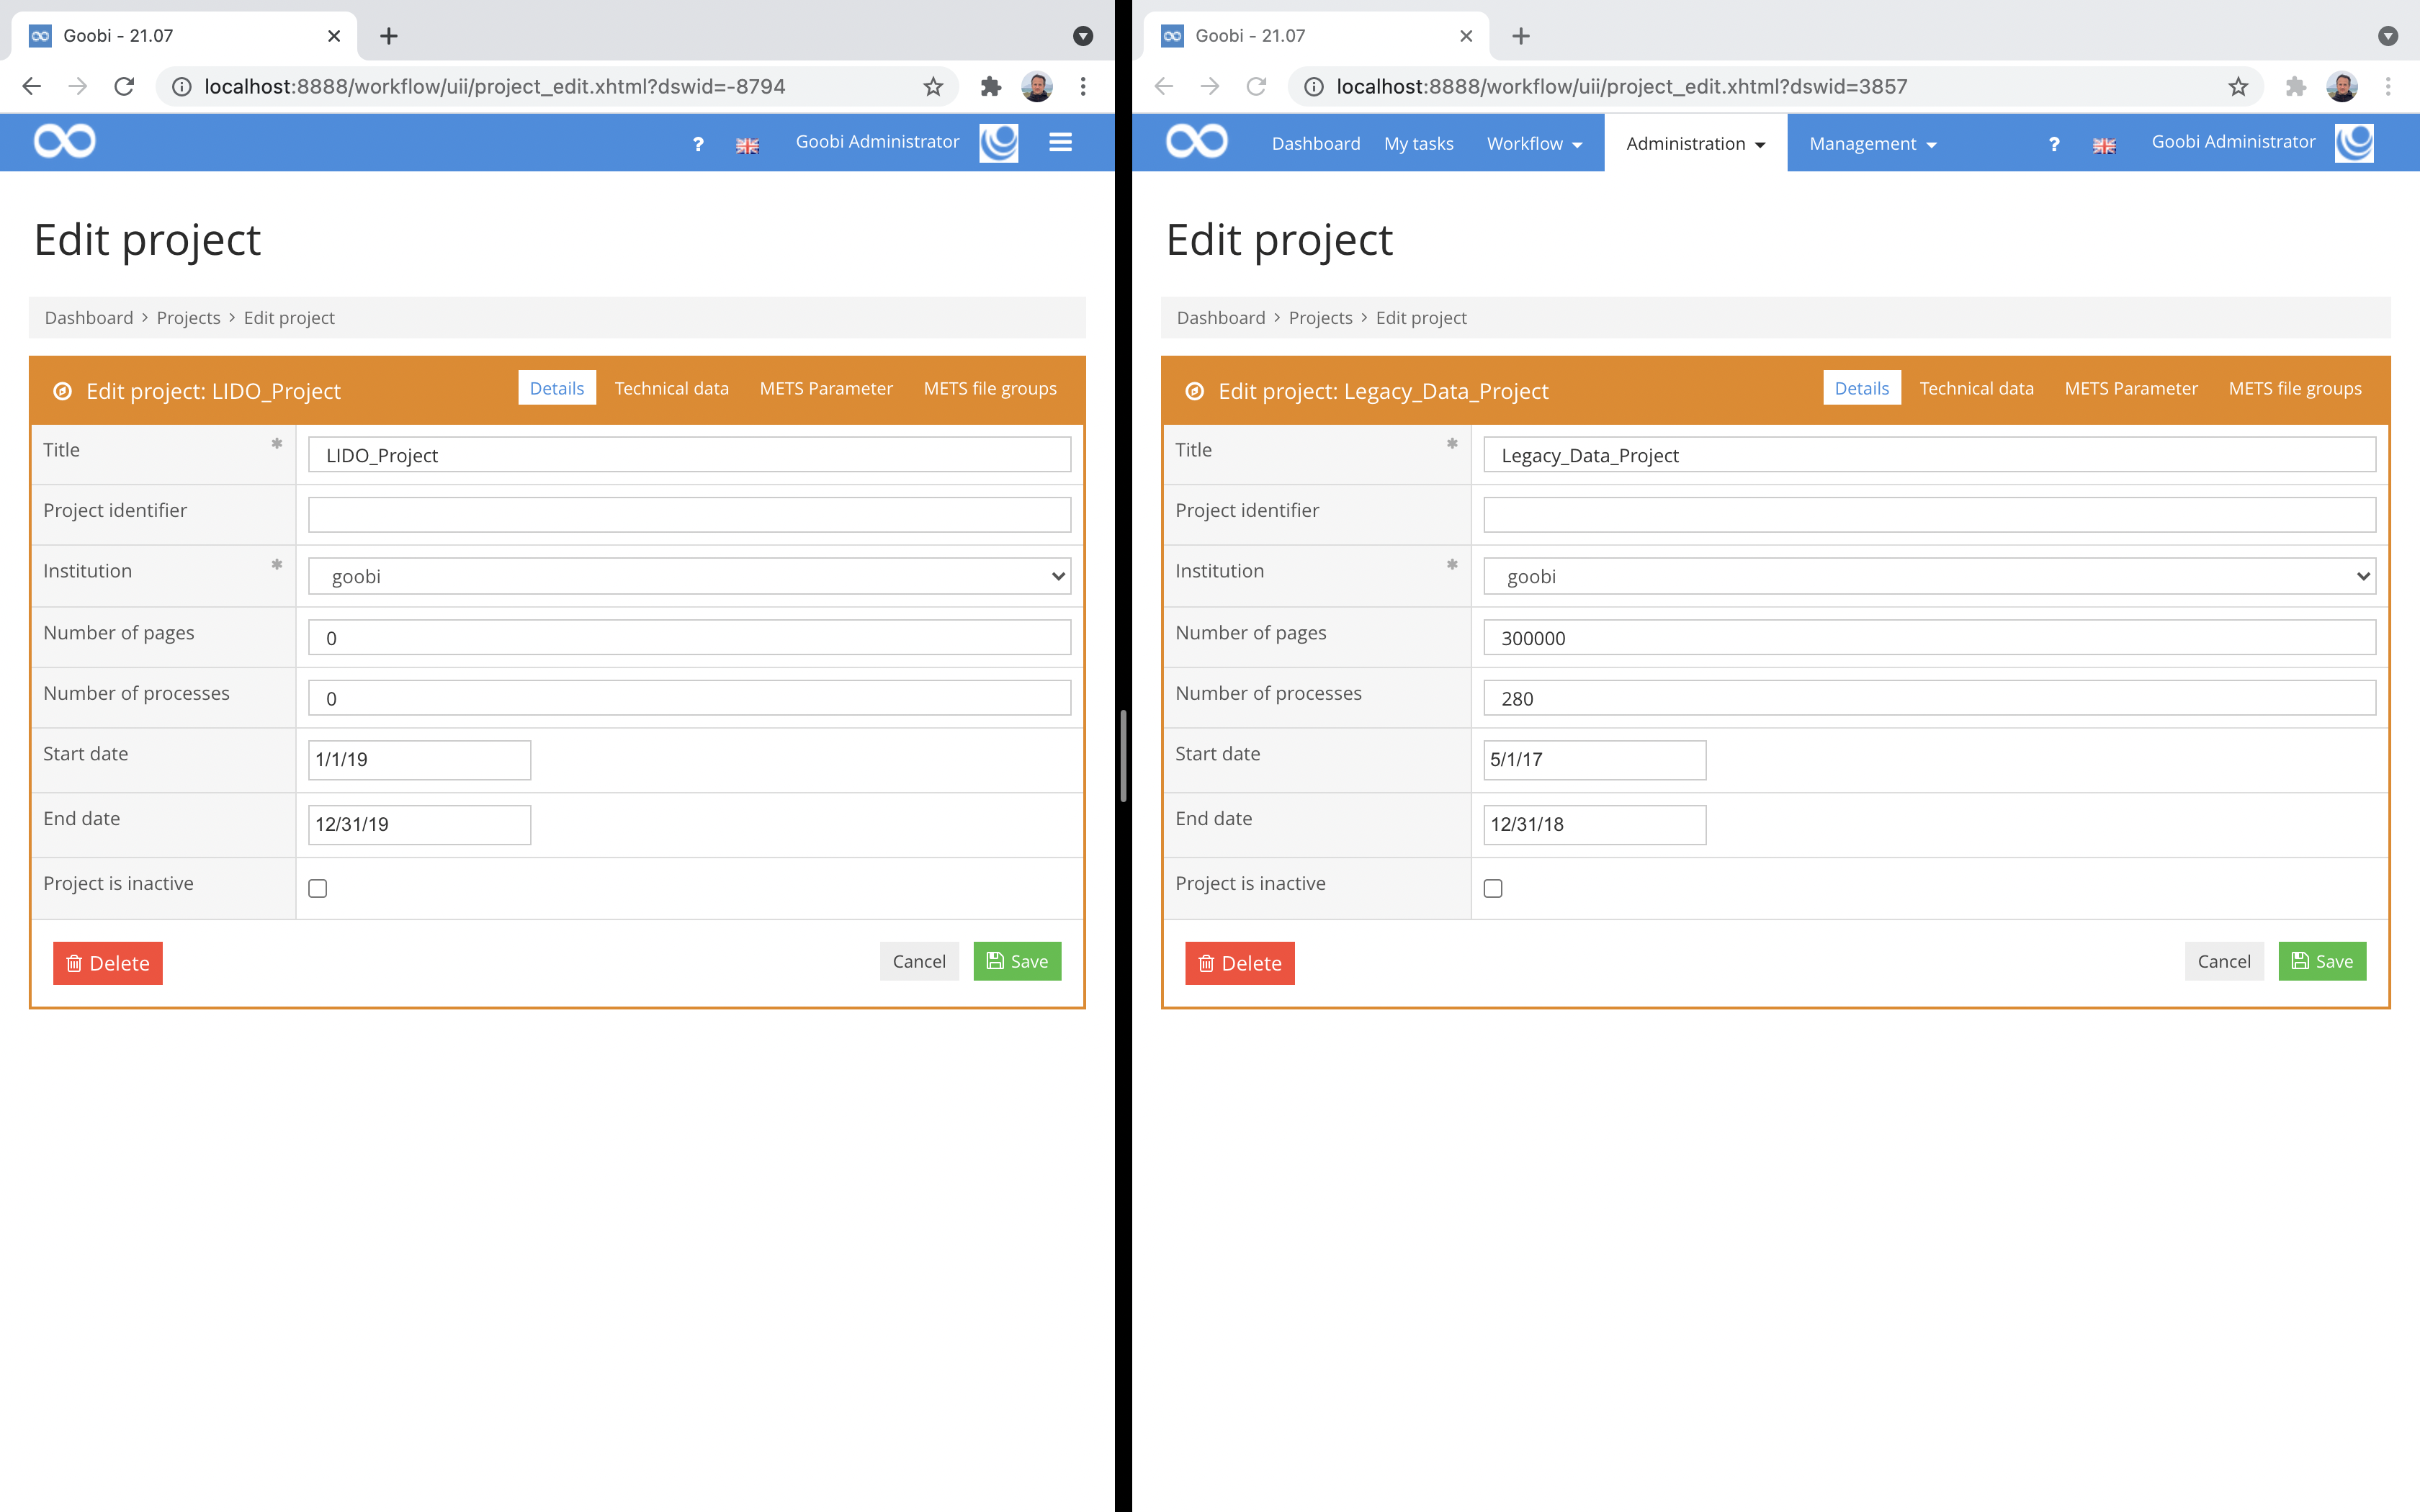 Goobi - 21.07
localhost:8888/workflow/uii/project_edit.xhtml?dswid=-8794
? Goobi Administrator
Edit project
Dashboard > Projects > Edit project
Edit project: LIDO_Project Details Technical data METS Parameter METS file groups
Title * LIDO_Project
Project identifier
Institution * goobi
Number of pages 0
Number of processes 0
Start date 1/1/19
End date 12/31/19
Project is inactive
Delete Cancel Save
Goobi - 21.07
localhost:8888/workflow/uii/project_edit.xhtml?dswid=3857
Dashboard My tasks Workflow Administration Management ? Goobi Administrator
Edit project
Dashboard > Projects > Edit project
Edit project: Legacy_Data_Project Details Technical data METS Parameter METS file groups
Title * Legacy_Data_Project
Project identifier
Institution * goobi
Number of pages 300000
Number of processes 280
Start date 5/1/17
End date 12/31/18
Project is inactive
Delete Cancel Save